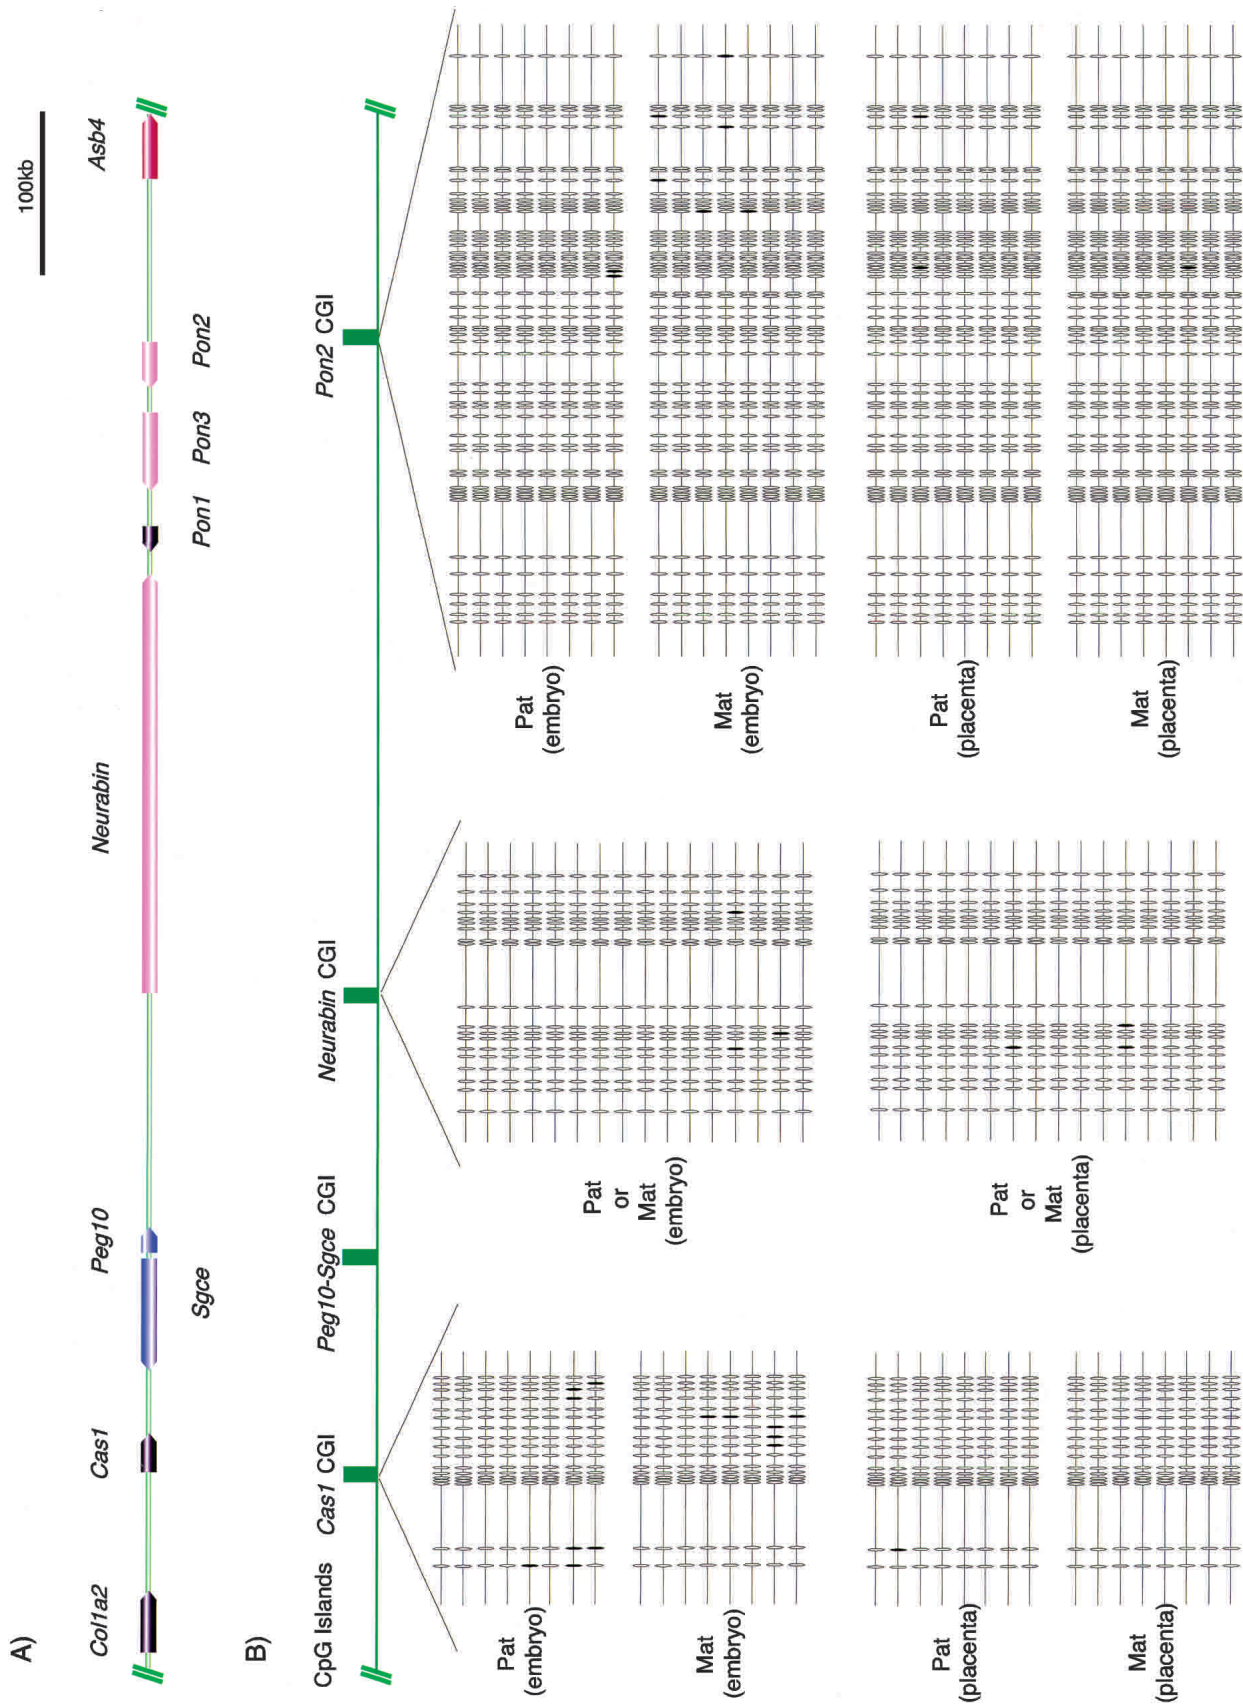 A)
100kb
Col1a2
Cas1
Peg10
Neurabin
Asb4
Sgce
Pon1
Pon3
Pon2
B)
CpG Islands
Cas1 CGI
Peg10-Sgce CGI
Neurabin CGI
Pon2 CGI
Pat
(embryo)
Mat
(embryo)
Pat
(placenta)
Mat
(placenta)
Pat
or
Mat
(embryo)
Pat
or
Mat
(placenta)
Pat
(embryo)
Mat
(embryo)
Pat
(placenta)
Mat
(placenta)